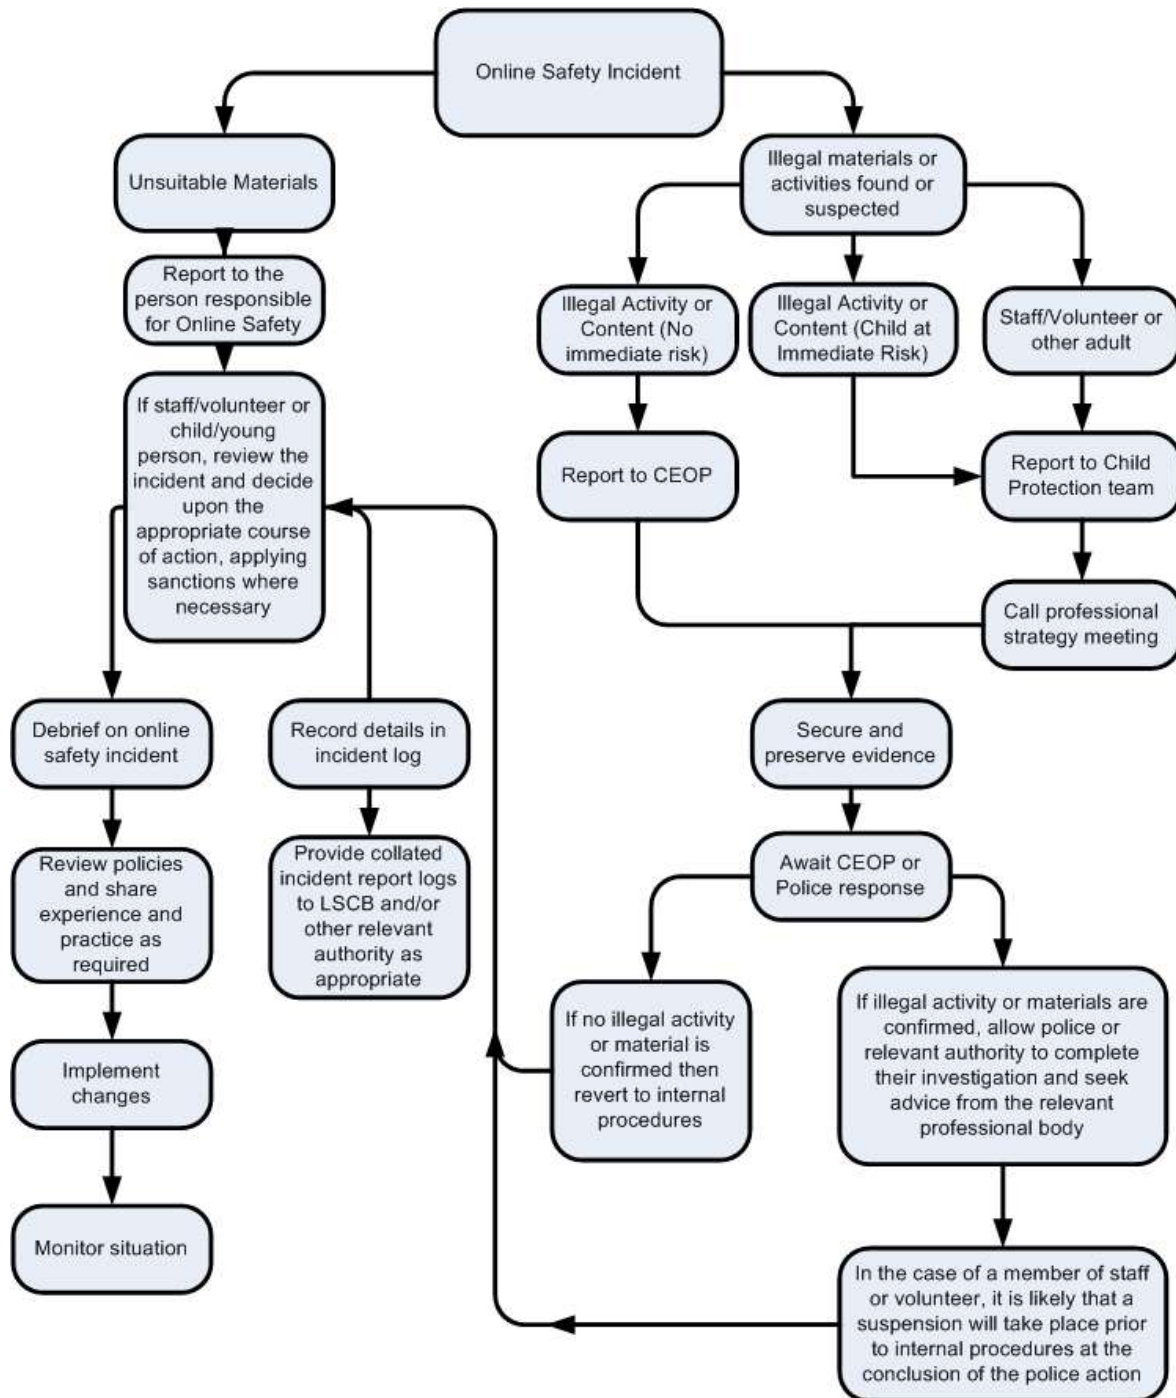 Online Safety Incident
Unsuitable Materials
Report to the
person responsible
for Online Safety
If staff/volunteer or
child/young
person, review the
incident and decide
upon the
appropriate course
of action, applying
sanctions where
necessary
Debrief on online
safety incident
Review policies
and share
experience and
practice as
required
Implement
changes
Monitor situation
Record details in
incident log
Provide collated
incident report logs
to LSCB and/or
other relevant
authority as
appropriate
Illegal materials or
activities found or
suspected
Illegal Activity or
Content (No
immediate risk)
Illegal Activity or
Content (Child at
Immediate Risk)
Staff/Volunteer or
other adult
Report to CEOP
Report to Child
Protection team
Call professional
strategy meeting
Secure and
preserve evidence
Await CEOP or
Police response
If no illegal activity
or material is
confirmed then
revert to internal
procedures
If illegal activity or materials are
confirmed, allow police or
relevant authority to complete
their investigation and seek
advice from the relevant
professional body
In the case of a member of staff
or volunteer, it is likely that a
suspension will take place prior
to internal procedures at the
conclusion of the police action